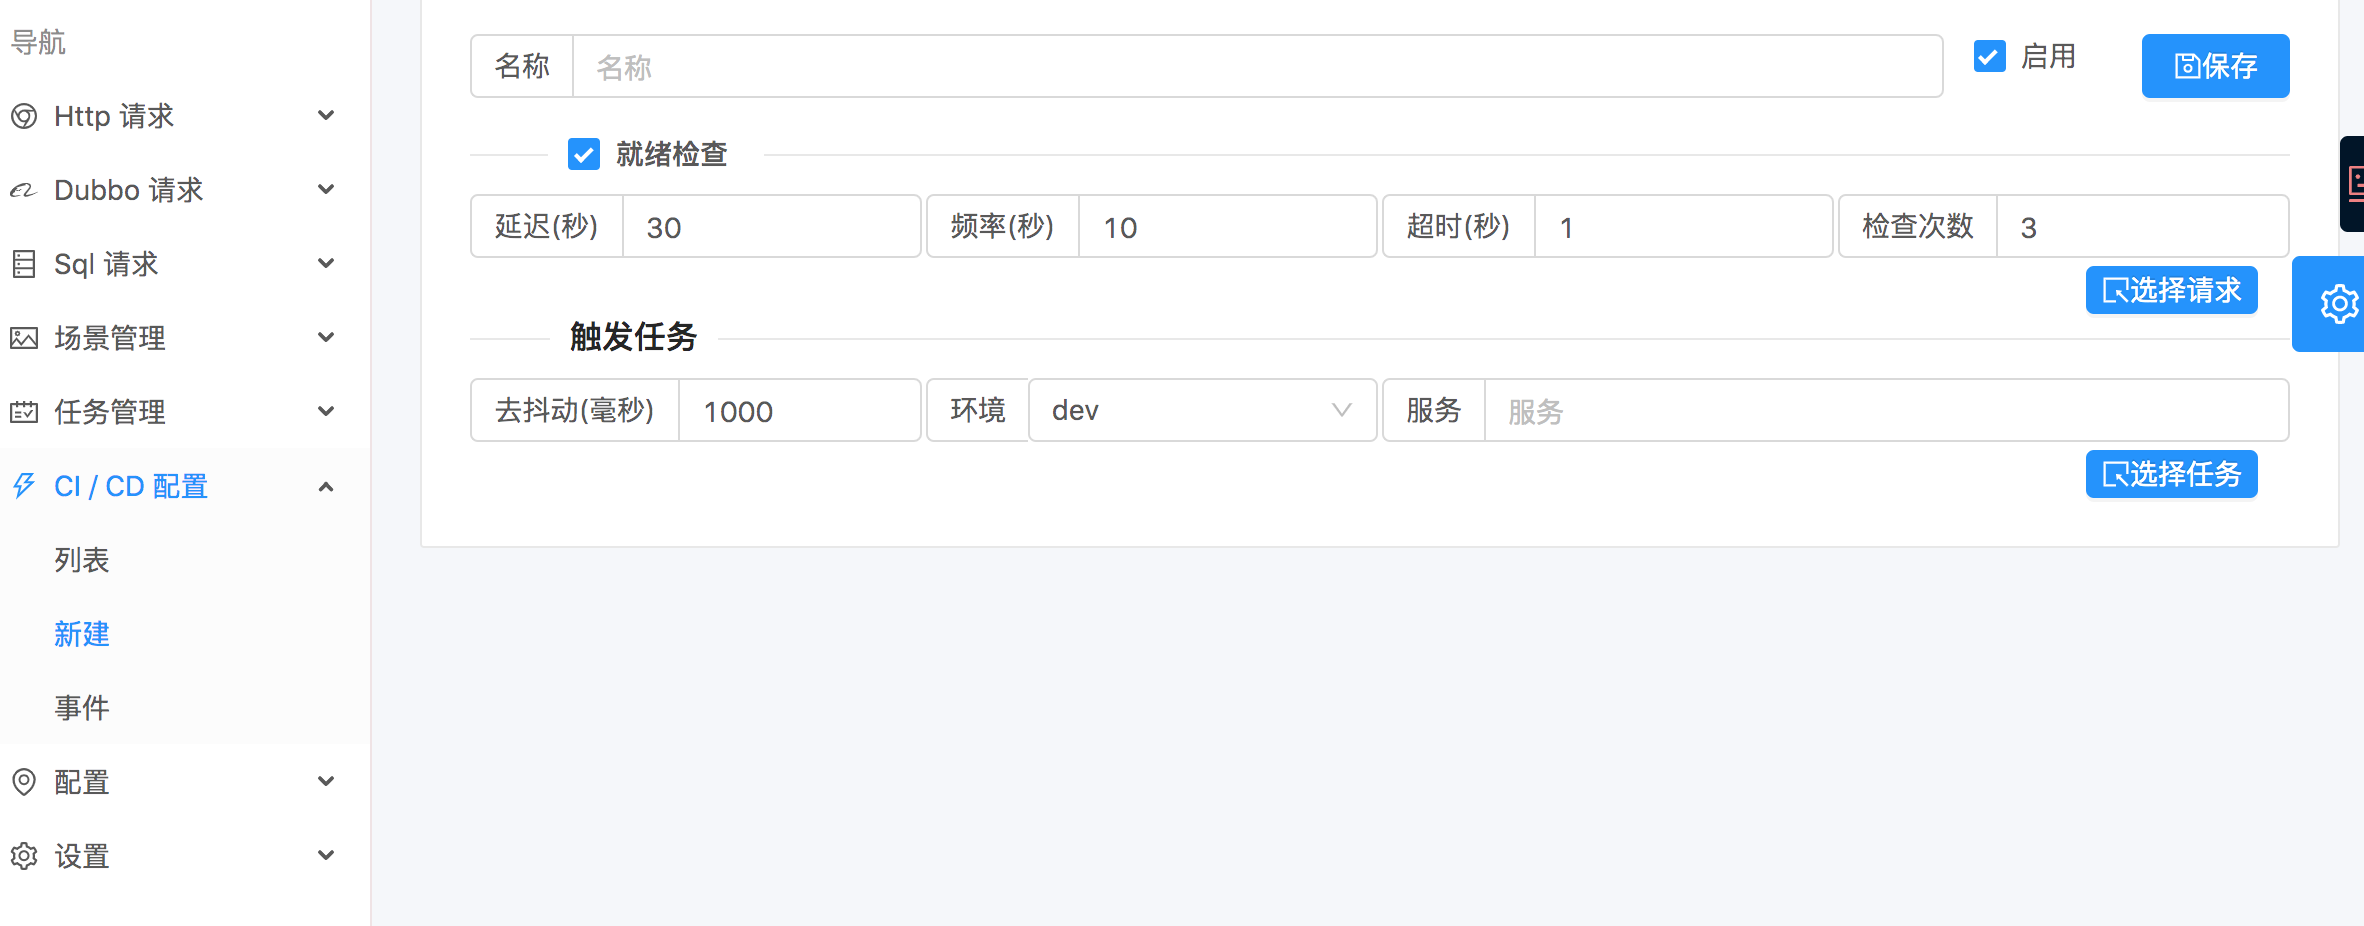 导航
Http 请求
Dubbo 请求
Sql 请求
场景管理
任务管理
CI / CD 配置
列表
新建
事件
配置
设置
名称 名称 启用 保存
就绪检查
延迟(秒) 30 频率(秒) 10 超时(秒) 1 检查次数 3
选择请求
触发任务
去抖动(毫秒) 1000 环境 dev 服务 服务
选择任务